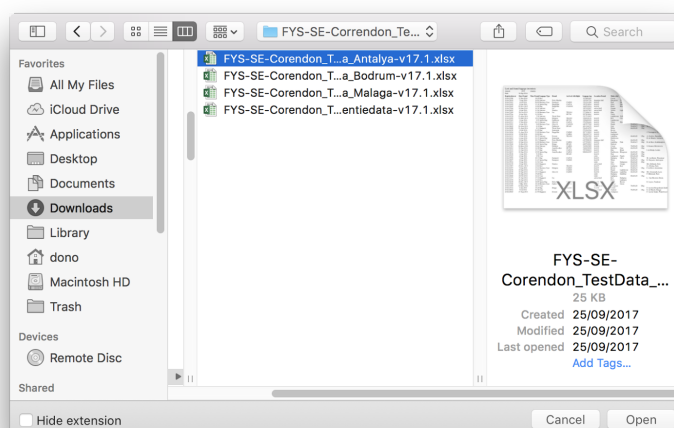 FYS-SE-Correndon_Te...
Search
Favorites
All My Files
iCloud Drive
Applications
Desktop
Documents
Downloads
Library
dono
Macintosh HD
Trash
Devices
Remote Disc
Shared
FYS-SE-Corendon_T...a_Antalya-v17.1.xlsx
FYS-SE-Corendon_T...a_Bodrum-v17.1.xlsx
FYS-SE-Corendon_T...a_Malaga-v17.1.xlsx
FYS-SE-Corendon_T...entiedata-v17.1.xlsx
XLSX
FYS-SE-
Corendon_TestData_...
25 KB
Created 25/09/2017
Modified 25/09/2017
Last opened 25/09/2017
Add Tags...
Hide extension
Cancel
Open